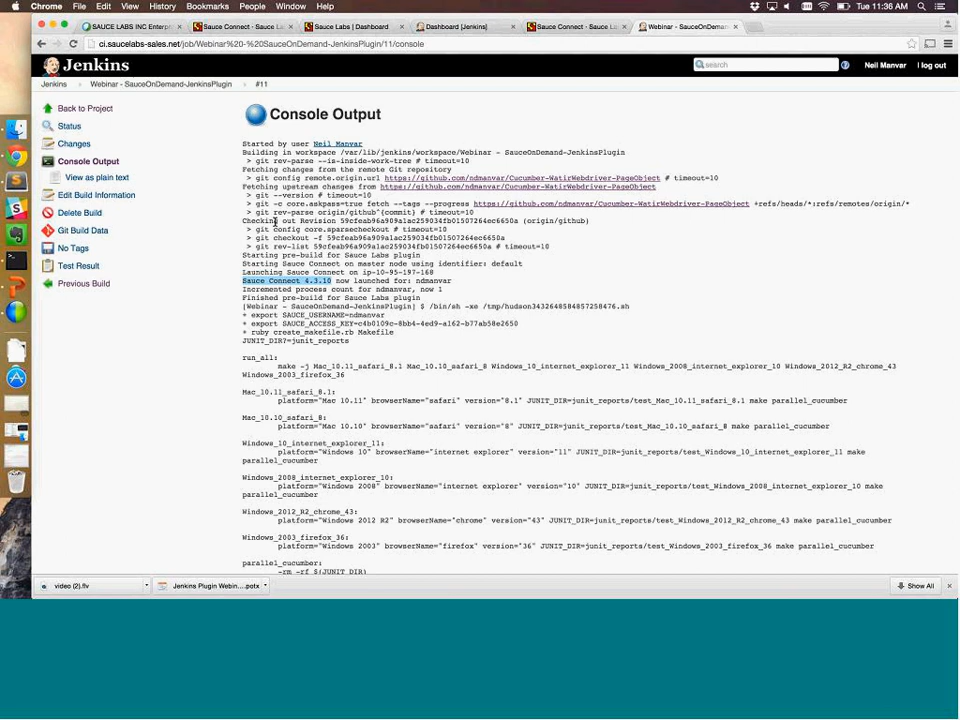 Chrome File Edit View History Bookmarks People Window Help Tue 11:36 AM
SAUCE LABS INC Enterpri Sauce Connect - Sauce La Sauce Labs | Dashboard Dashboard [Jenkins] Sauce Connect - Sauce La Webinar - SauceOnDemand
ci.saucelabs-sales.net/job/Webinar%20-%20SauceOnDemand-JenkinsPlugin/11/console
Jenkins search Neil Manvar | log out
Jenkins Webinar - SauceOnDemand-JenkinsPlugin #11
Back to Project
Status
Changes
Console Output
View as plain text
Edit Build Information
Delete Build
Git Build Data
No Tags
Test Result
Previous Build
Console Output
Started by user Neil Manvar
Building in workspace /var/lib/jenkins/workspace/Webinar - SauceOnDemand-JenkinsPlugin
> git rev-parse --is-inside-work-tree # timeout=10
Fetching changes from the remote Git repository
> git config remote.origin.url https://github.com/ndmanvar/Cucumber-WatirWebdriver-PageObject # timeout=10
Fetching upstream changes from https://github.com/ndmanvar/Cucumber-WatirWebdriver-PageObject
> git --version # timeout=10
> git -c core.askpass=true fetch --tags --progress https://github.com/ndmanvar/Cucumber-WatirWebdriver-PageObject +refs/heads/*:refs/remotes/origin/*
> git rev-parse origin/github^{commit} # timeout=10
Checking out Revision 59cfeab96a909a1ac259034fb01507264ec6650a (origin/github)
> git config core.sparsecheckout # timeout=10
> git checkout -f 59cfeab96a909a1ac259034fb01507264ec6650a
> git rev-list 59cfeab96a909a1ac259034fb01507264ec6650a # timeout=10
Starting pre-build for Sauce Labs plugin
Starting Sauce Connect on master node using identifier: default
Launching Sauce Connect on ip-10-95-197-168
Sauce Connect 4.3.10 now launched for: ndmanvar
Incremented process count for ndmanvar, now 1
Finished pre-build for Sauce Labs plugin
[Webinar - SauceOnDemand-JenkinsPlugin] $ /bin/sh -xe /tmp/hudson3432648584857258476.sh
+ export SAUCE_USERNAME=ndmanvar
+ export SAUCE_ACCESS_KEY=c4b0109c-8bb4-4ed9-a162-b77ab58e2650
+ ruby create_makefile.rb Makefile
JUNIT_DIR?=junit_reports
run_all:
make -j Mac_10.11_safari_8.1 Mac_10.10_safari_8 Windows_10_internet_explorer_11 Windows_2008_internet_explorer_10 Windows_2012_R2_chrome_43
Windows_2003_firefox_36
Mac_10.11_safari_8.1:
platform="Mac 10.11" browserName="safari" version="8.1" JUNIT_DIR=junit_reports/test_Mac_10.11_safari_8.1 make parallel_cucumber
Mac_10.10_safari_8:
platform="Mac 10.10" browserName="safari" version="8" JUNIT_DIR=junit_reports/test_Mac_10.10_safari_8 make parallel_cucumber
Windows_10_internet_explorer_11:
platform="Windows 10" browserName="internet explorer" version="11" JUNIT_DIR=junit_reports/test_Windows_10_internet_explorer_11 make
parallel_cucumber
Windows_2008_internet_explorer_10:
platform="Windows 2008" browserName="internet explorer" version="10" JUNIT_DIR=junit_reports/test_Windows_2008_internet_explorer_10 make
parallel_cucumber
Windows_2012_R2_chrome_43:
platform="Windows 2012 R2" browserName="chrome" version="43" JUNIT_DIR=junit_reports/test_Windows_2012_R2_chrome_43 make parallel_cucumber
Windows_2003_firefox_36:
platform="Windows 2003" browserName="firefox" version="36" JUNIT_DIR=junit_reports/test_Windows_2003_firefox_36 make parallel_cucumber
parallel_cucumber:
-rm -rf $(JUNIT_DIR)
video (2).flv Jenkins Plugin Webin....potx Show All